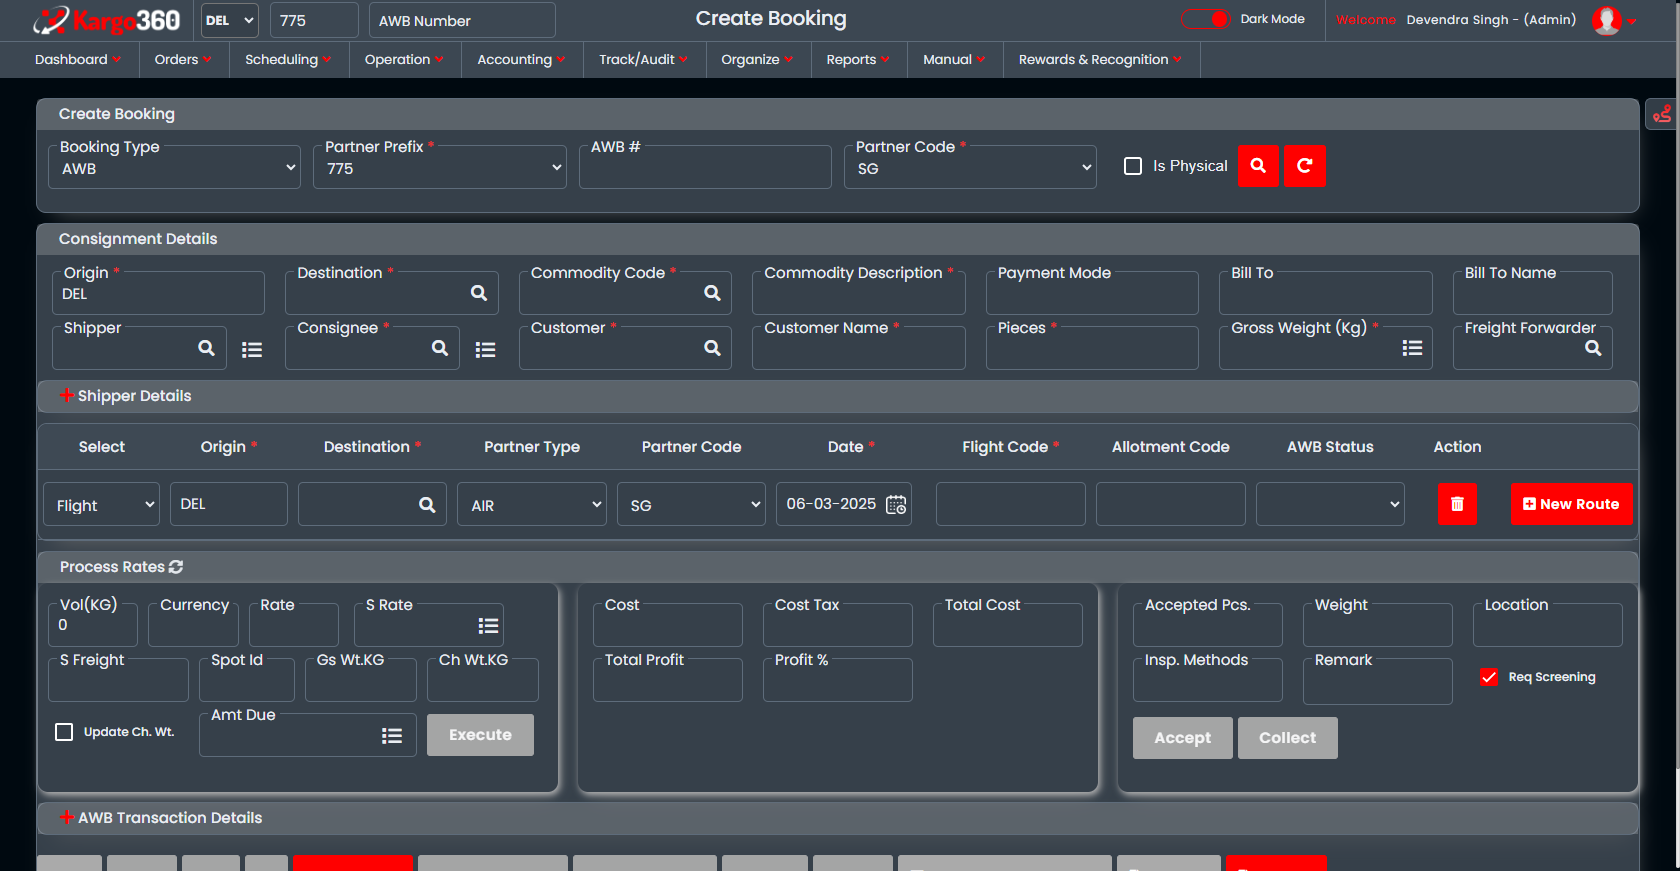 Kargo360 DEL 775 AWB Number Create Booking Dark Mode Welcome Devendra Singh - (Admin)
Dashboard Orders Scheduling Operation Accounting Track/Audit Organize Reports Manual Rewards & Recognition
Create Booking
Booking Type Partner Prefix * AWB # Partner Code *
AWB 775 SG Is Physical
Consignment Details
Origin * Destination * Commodity Code * Commodity Description * Payment Mode Bill To Bill To Name
DEL
Shipper Consignee * Customer * Customer Name * Pieces * Gross Weight (Kg) * Freight Forwarder
+ Shipper Details
Select Origin * Destination * Partner Type Partner Code Date * Flight Code * Allotment Code AWB Status Action
Flight DEL AIR SG 06-03-2025 New Route
Process Rates
Vol(KG) Currency Rate S Rate Cost Cost Tax Total Cost Accepted Pcs. Weight Location
0
S Freight Spot Id Gs Wt.KG Ch Wt.KG Total Profit Profit % Insp. Methods Remark
Req Screening
Amt Due
Update Ch. Wt. Execute Accept Collect
+ AWB Transaction Details